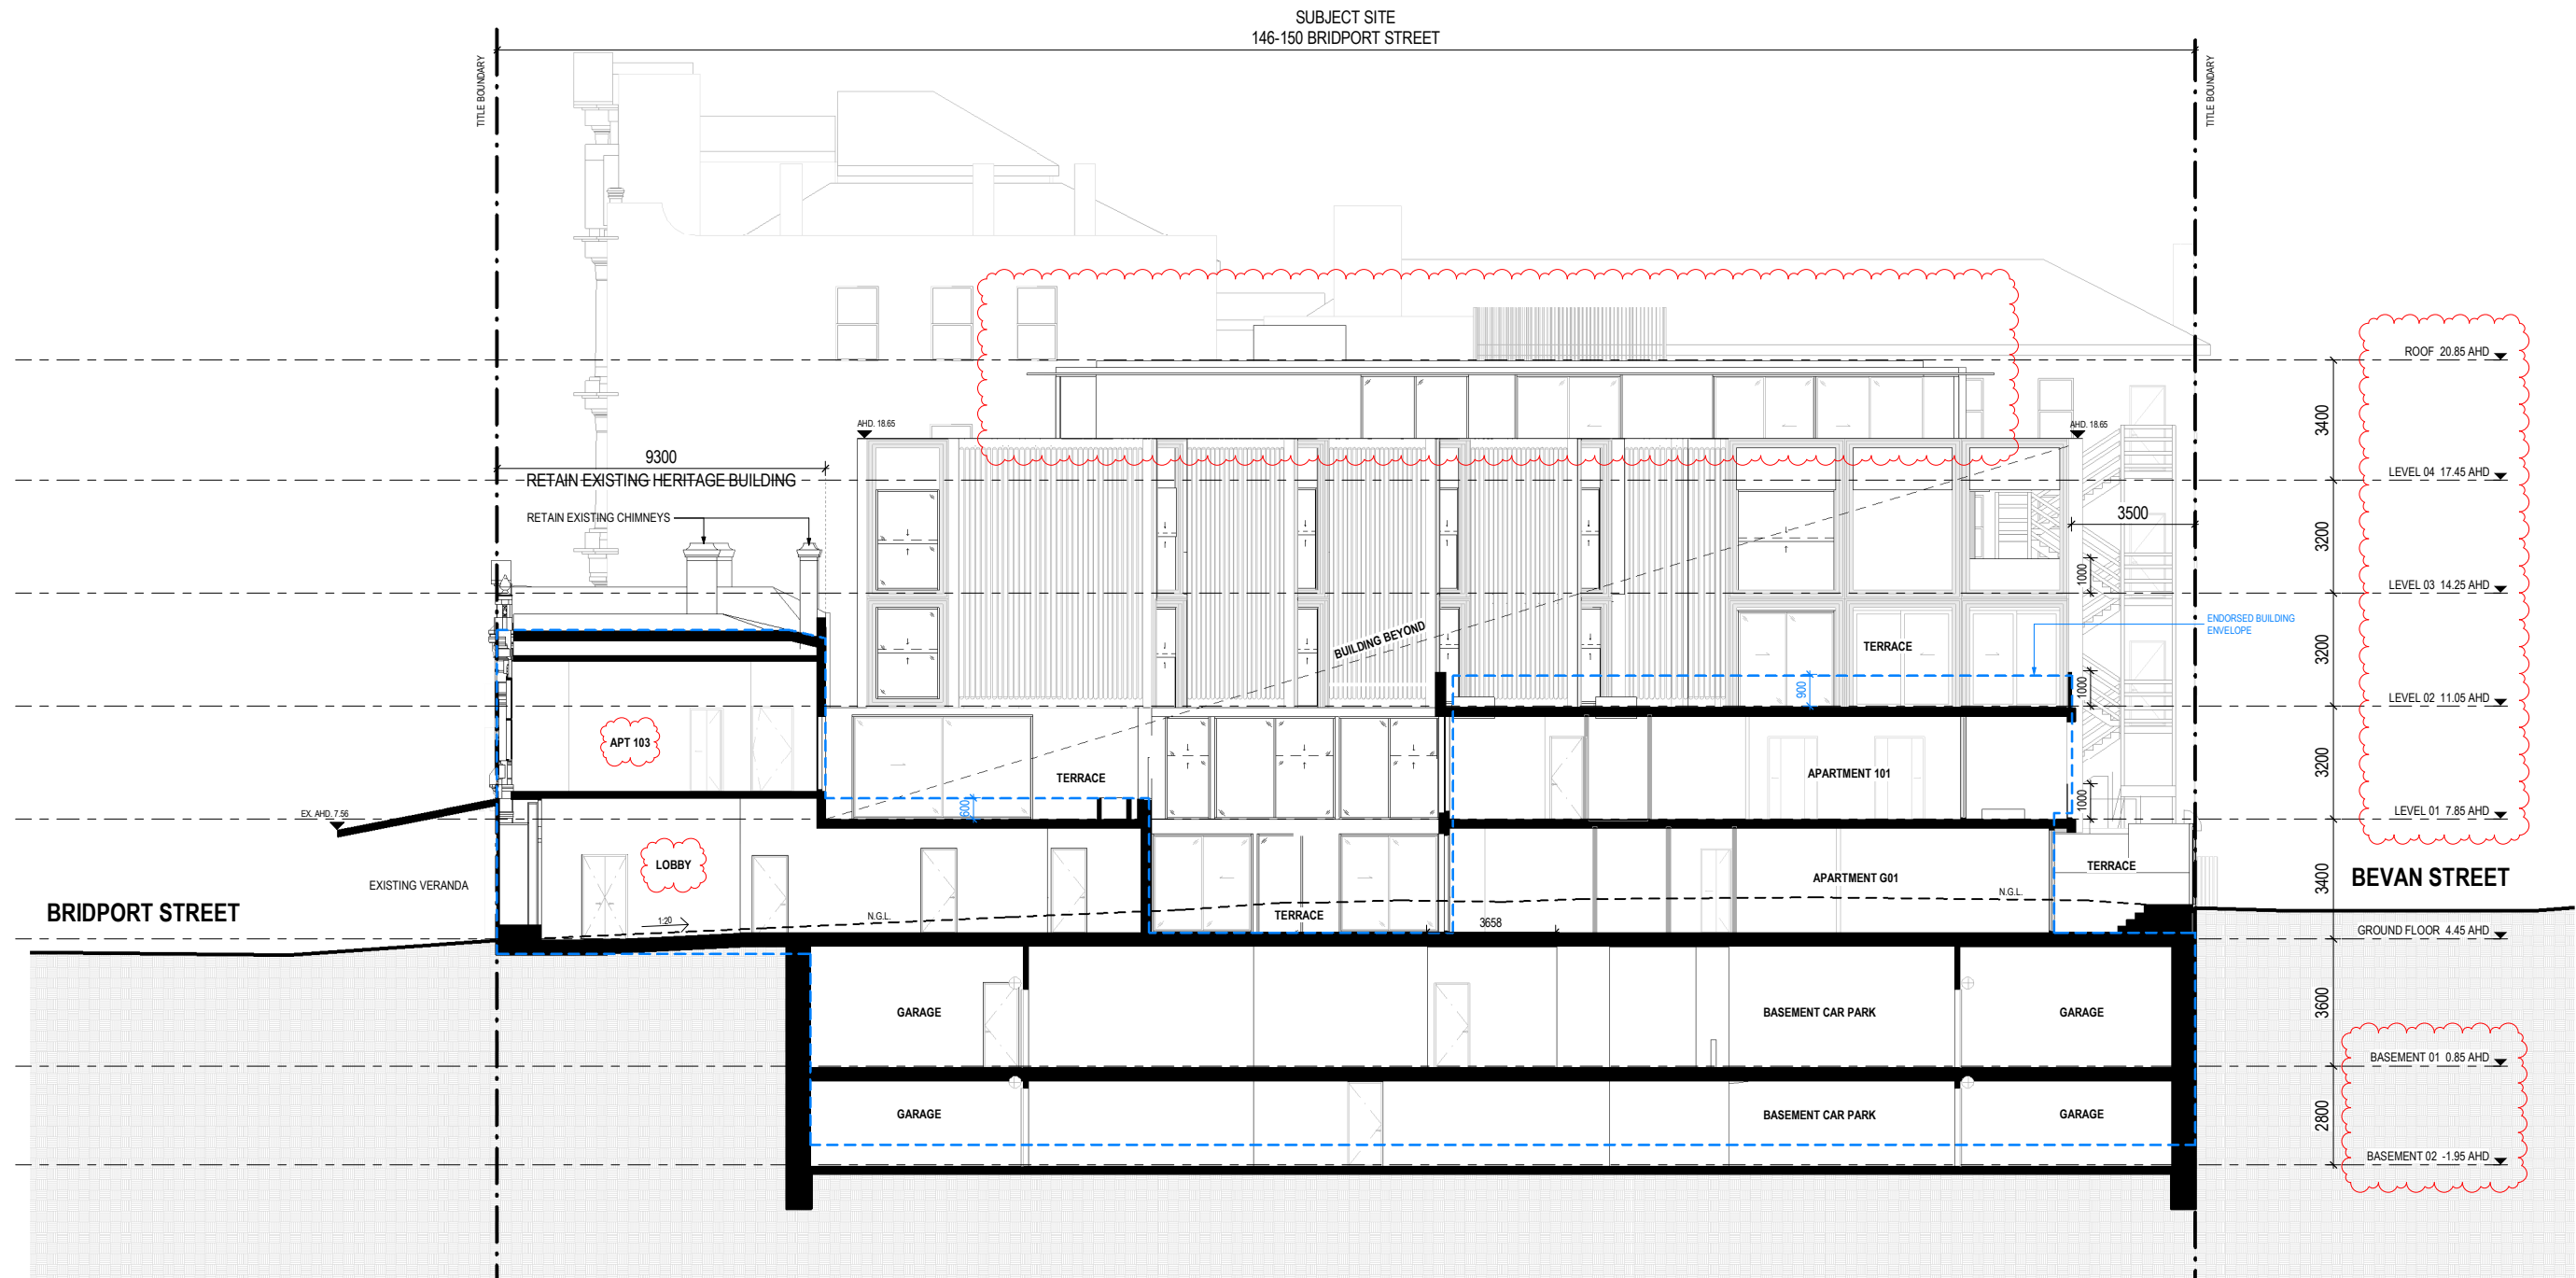 SUBJECT SITE
146-150 BRIDPORT STREET
TITLE BOUNDARY
TITLE BOUNDARY
ROOF 20.85 AHD
3400
AHD. 18.65
AHD. 18.65
9300
RETAIN EXISTING HERITAGE BUILDING
LEVEL 04 17.45 AHD
RETAIN EXISTING CHIMNEYS
3500
3200
1000
LEVEL 03 14.25 AHD
ENDORSED BUILDING
ENVELOPE
BUILDING BEYOND
TERRACE
3200
900
1000
LEVEL 02 11.05 AHD
APT 103
TERRACE
APARTMENT 101
3200
600
1000
EX. AHD. 7.56
LEVEL 01 7.85 AHD
LOBBY
TERRACE
EXISTING VERANDA
APARTMENT G01
3400
BEVAN STREET
BRIDPORT STREET
1:20
N.G.L.
TERRACE
3658
N.G.L.
GROUND FLOOR 4.45 AHD
GARAGE
BASEMENT CAR PARK
GARAGE
3600
BASEMENT 01 0.85 AHD
GARAGE
BASEMENT CAR PARK
GARAGE
2800
BASEMENT 02 -1.95 AHD